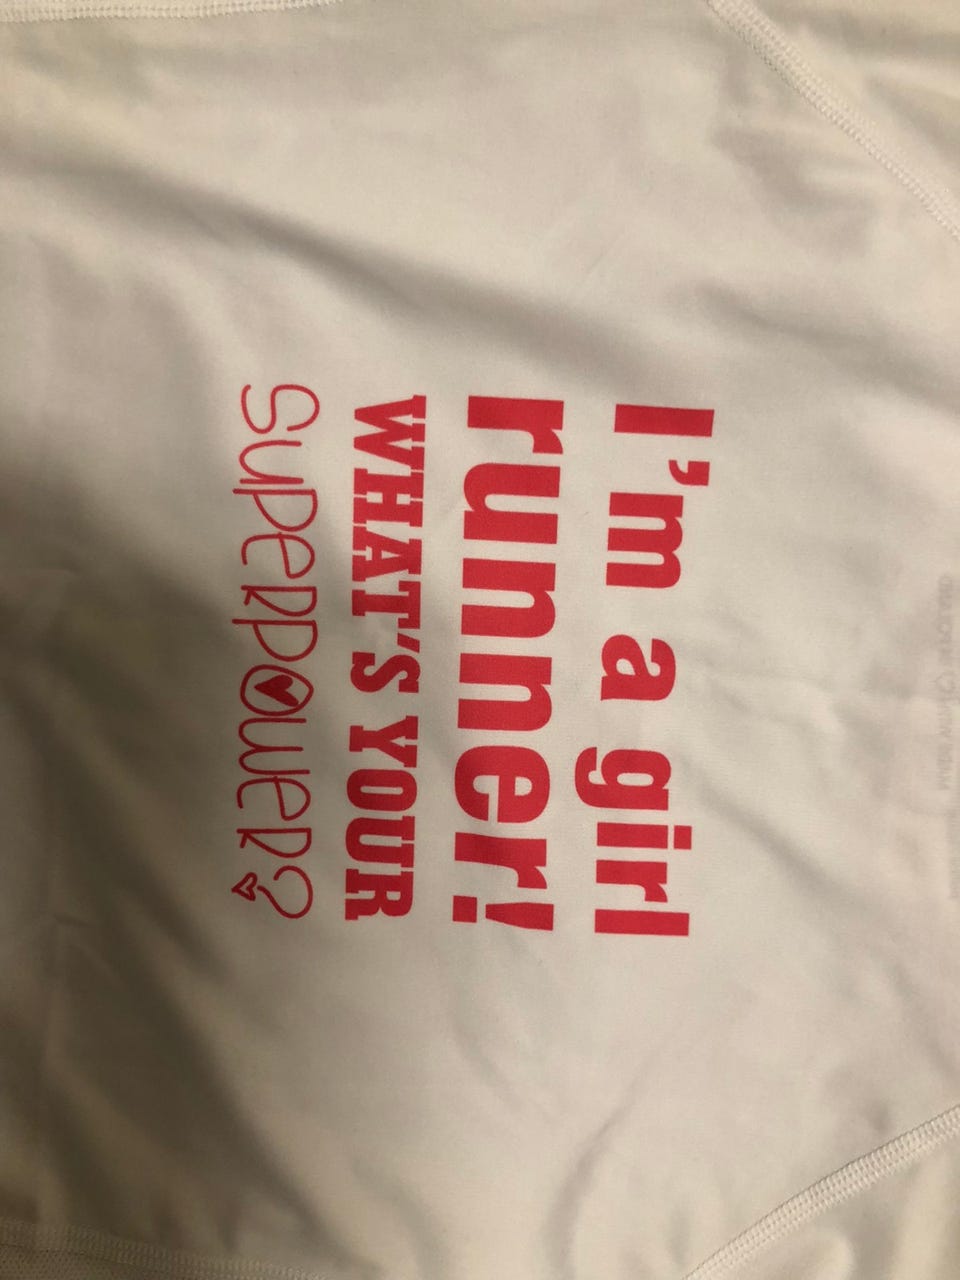 I'm a girl
runner!
WHAT'S YOUR
SUPERPOWER?